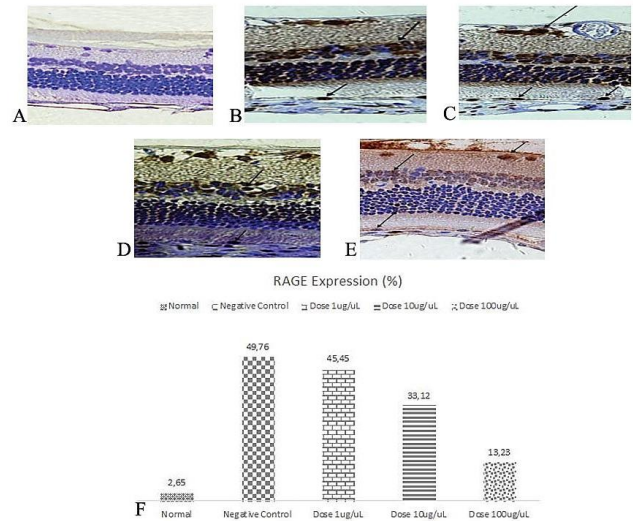 A
B
C
D
E
RAGE Expression (%)
Normal Negative Control Dose 1ug/uL Dose 10ug/uL Dose 100ug/uL
49,76
45,45
33,12
13,23
2,65
F
Normal Negative Control Dose 1ug/uL Dose 10ug/uL Dose 100ug/uL